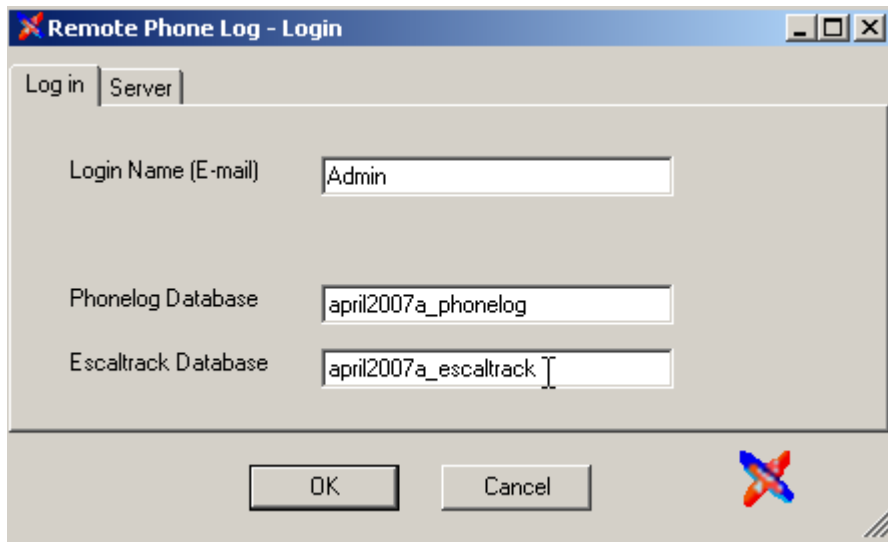 Remote Phone Log - Login
Log in Server
Login Name (E-mail) Admin
Phonelog Database april2007a_phonelog
Escaltrack Database april2007a_escaltrack
OK Cancel